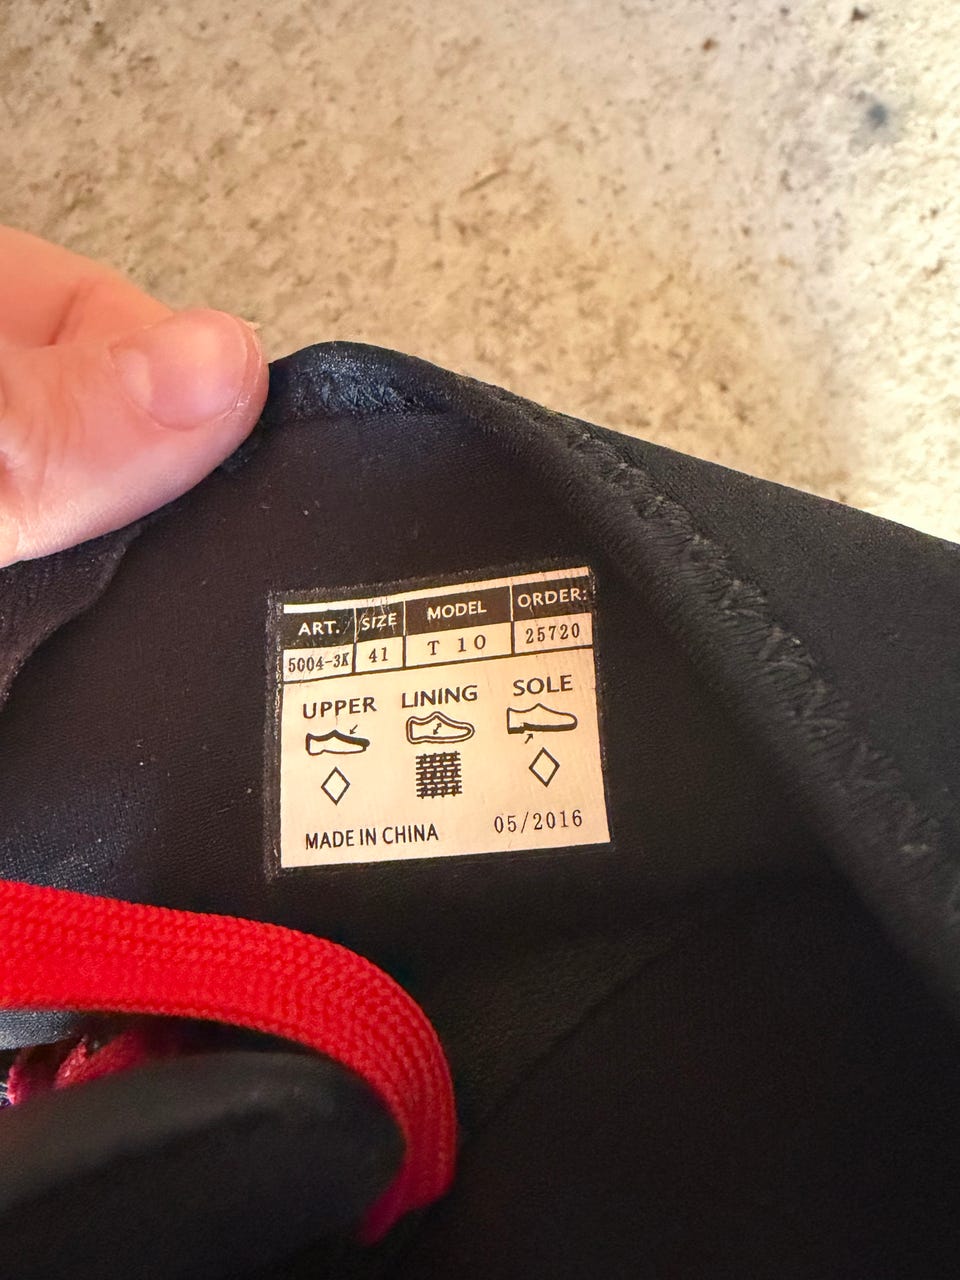 ART. SIZE MODEL ORDER:
5004-3K 41 T 10 25720
UPPER LINING SOLE
MADE IN CHINA 05/2016